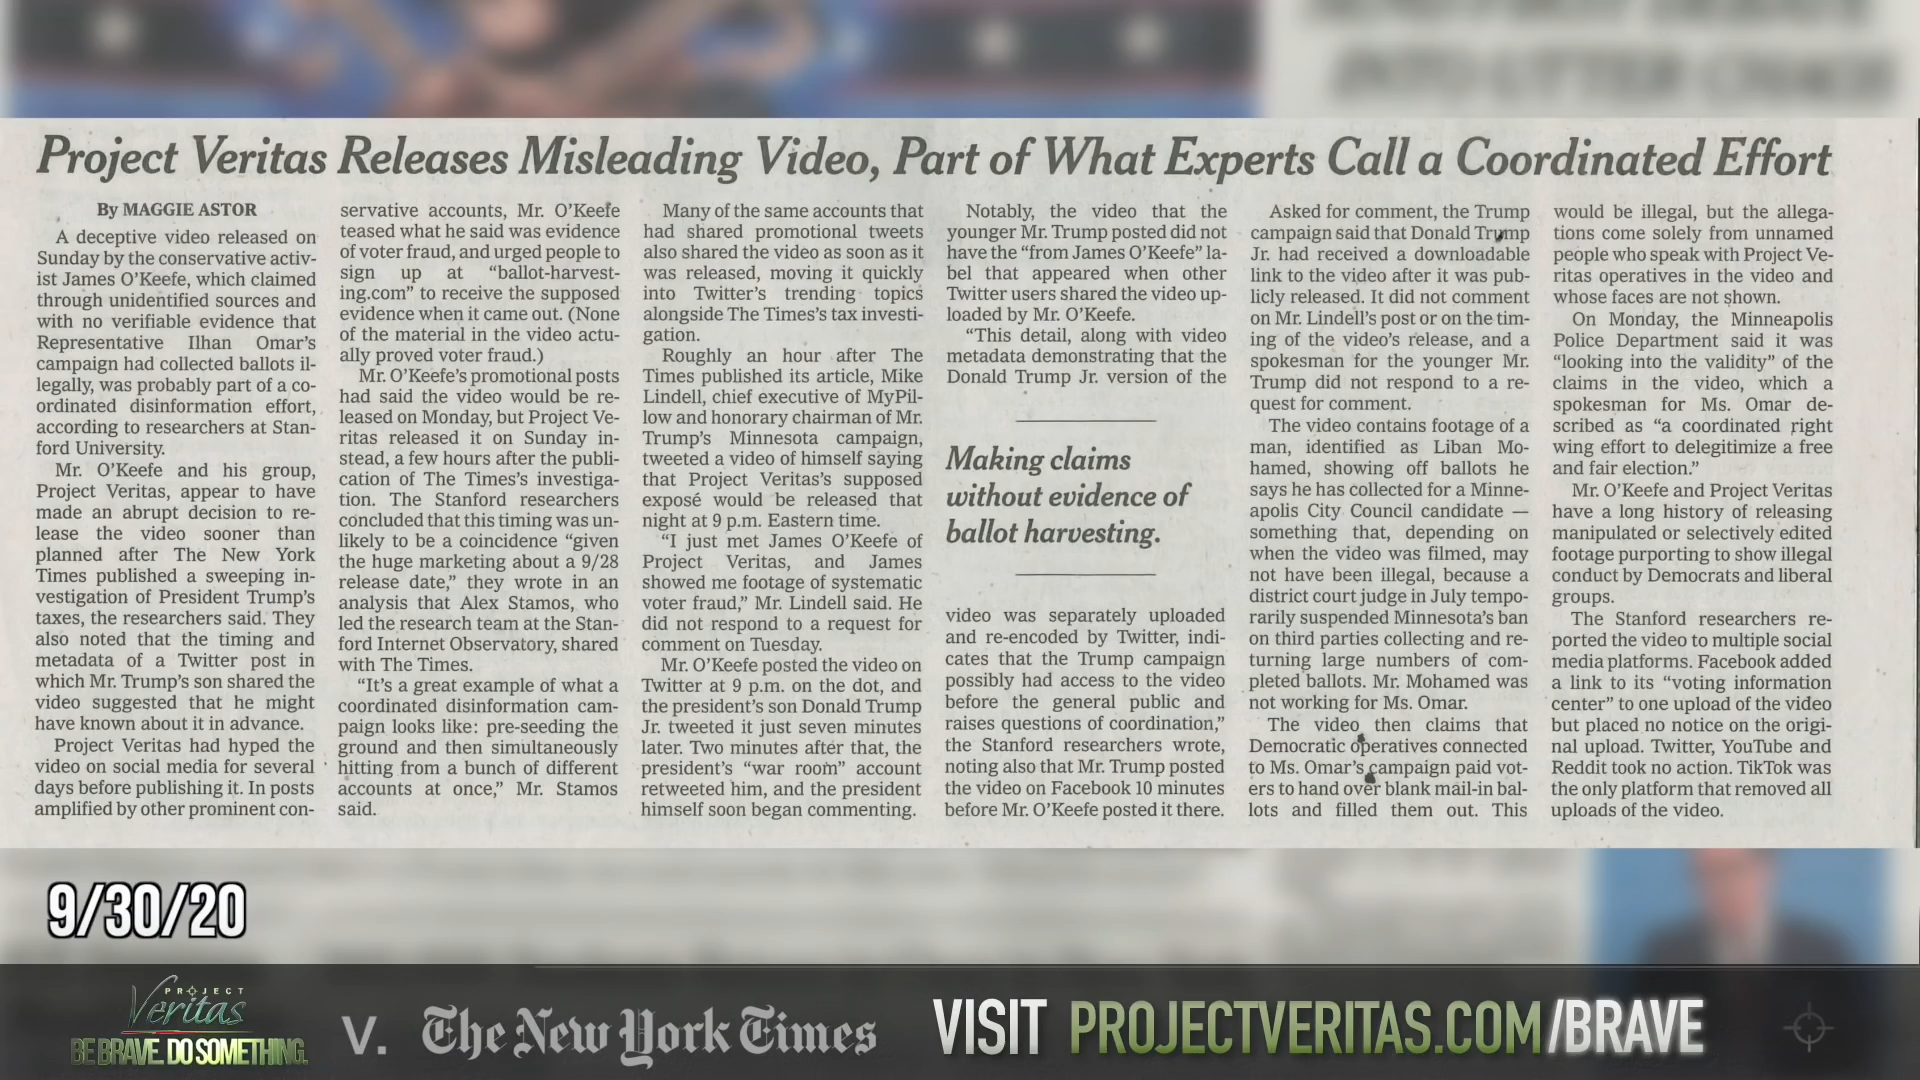 INTO UTTER CHAOS
Project Veritas Releases Misleading Video, Part of What Experts Call a Coordinated Effort
By MAGGIE ASTOR
A deceptive video released on
Sunday by the conservative activ-
ist James O'Keefe, which claimed
through unidentified sources and
with no verifiable evidence that
Representative Ilhan Omar's
campaign had collected ballots il-
legally, was probably part of a co-
ordinated disinformation effort,
according to researchers at Stan-
ford University.
Mr. O'Keefe and his group,
Project Veritas, appear to have
made an abrupt decision to re-
lease the video sooner than
planned after The New York
Times published a sweeping in-
vestigation of President Trump's
taxes, the researchers said. They
also noted that the timing and
metadata of a Twitter post in
which Mr. Trump's son shared the
video suggested that he might
have known about it in advance.
Project Veritas had hyped the
video on social media for several
days before publishing it. In posts
amplified by other prominent con-
servative accounts, Mr. O'Keefe
teased what he said was evidence
of voter fraud, and urged people to
sign up at "ballot-harvest-
ing.com" to receive the supposed
evidence when it came out. (None
of the material in the video actu-
ally proved voter fraud.)
Mr. O'Keefe's promotional posts
had said the video would be re-
leased on Monday, but Project Ve-
ritas released it on Sunday in-
stead, a few hours after the publi-
cation of The Times's investiga-
tion. The Stanford researchers
concluded that this timing was un-
likely to be a coincidence "given
the huge marketing about a 9/28
release date," they wrote in an
analysis that Alex Stamos, who
led the research team at the Stan-
ford Internet Observatory, shared
with The Times.
"It's a great example of what a
coordinated disinformation cam-
paign looks like: pre-seeding the
ground and then simultaneously
hitting from a bunch of different
accounts at once," Mr. Stamos
said.
Many of the same accounts that
had shared promotional tweets
also shared the video as soon as it
was released, moving it quickly
into Twitter's trending topics
alongside The Times's tax investi-
gation.
Roughly an hour after The
Times published its article, Mike
Lindell, chief executive of MyPil-
low and honorary chairman of Mr.
Trump's Minnesota campaign,
tweeted a video of himself saying
that Project Veritas's supposed
exposé would be released that
night at 9 p.m. Eastern time.
"I just met James O'Keefe of
Project Veritas, and James
showed me footage of systematic
voter fraud," Mr. Lindell said. He
did not respond to a request for
comment on Tuesday.
Mr. O'Keefe posted the video on
Twitter at 9 p.m. on the dot, and
the president's son Donald Trump
Jr. tweeted it just seven minutes
later. Two minutes after that, the
president's "war room" account
retweeted him, and the president
himself soon began commenting.
Notably, the video that the
younger Mr. Trump posted did not
have the "from James O'Keefe" la-
bel that appeared when other
Twitter users shared the video up-
loaded by Mr. O'Keefe.
"This detail, along with video
metadata demonstrating that the
Donald Trump Jr. version of the
Making claims
without evidence of
ballot harvesting.
video was separately uploaded
and re-encoded by Twitter, indi-
cates that the Trump campaign
possibly had access to the video
before the general public and
raises questions of coordination,"
the Stanford researchers wrote,
noting also that Mr. Trump posted
the video on Facebook 10 minutes
before Mr. O'Keefe posted it there.
Asked for comment, the Trump
campaign said that Donald Trump
Jr. had received a downloadable
link to the video after it was pub-
licly released. It did not comment
on Mr. Lindell's post or on the tim-
ing of the video's release, and a
spokesman for the younger Mr.
Trump did not respond to a re-
quest for comment.
The video contains footage of a
man, identified as Liban Mo-
hamed, showing off ballots he
says he has collected for a Minne-
apolis City Council candidate —
something that, depending on
when the video was filmed, may
not have been illegal, because a
district court judge in July tempo-
rarily suspended Minnesota's ban
on third parties collecting and re-
turning large numbers of com-
pleted ballots. Mr. Mohamed was
not working for Ms. Omar.
The video then claims that
Democratic operatives connected
to Ms. Omar's campaign paid vot-
ers to hand over blank mail-in bal-
lots and filled them out. This
would be illegal, but the allega-
tions come solely from unnamed
people who speak with Project Ve-
ritas operatives in the video and
whose faces are not shown.
On Monday, the Minneapolis
Police Department said it was
"looking into the validity" of the
claims in the video, which a
spokesman for Ms. Omar de-
scribed as "a coordinated right
wing effort to delegitimize a free
and fair election."
Mr. O'Keefe and Project Veritas
have a long history of releasing
manipulated or selectively edited
footage purporting to show illegal
conduct by Democrats and liberal
groups.
The Stanford researchers re-
ported the video to multiple social
media platforms. Facebook added
a link to its "voting information
center" to one upload of the video
but placed no notice on the origi-
nal upload. Twitter, YouTube and
Reddit took no action. TikTok was
the only platform that removed all
uploads of the video.
9/30/20
PROJECT
Veritas
BE BRAVE. DO SOMETHING.
V.
The New York Times
VISIT PROJECTVERITAS.COM/BRAVE